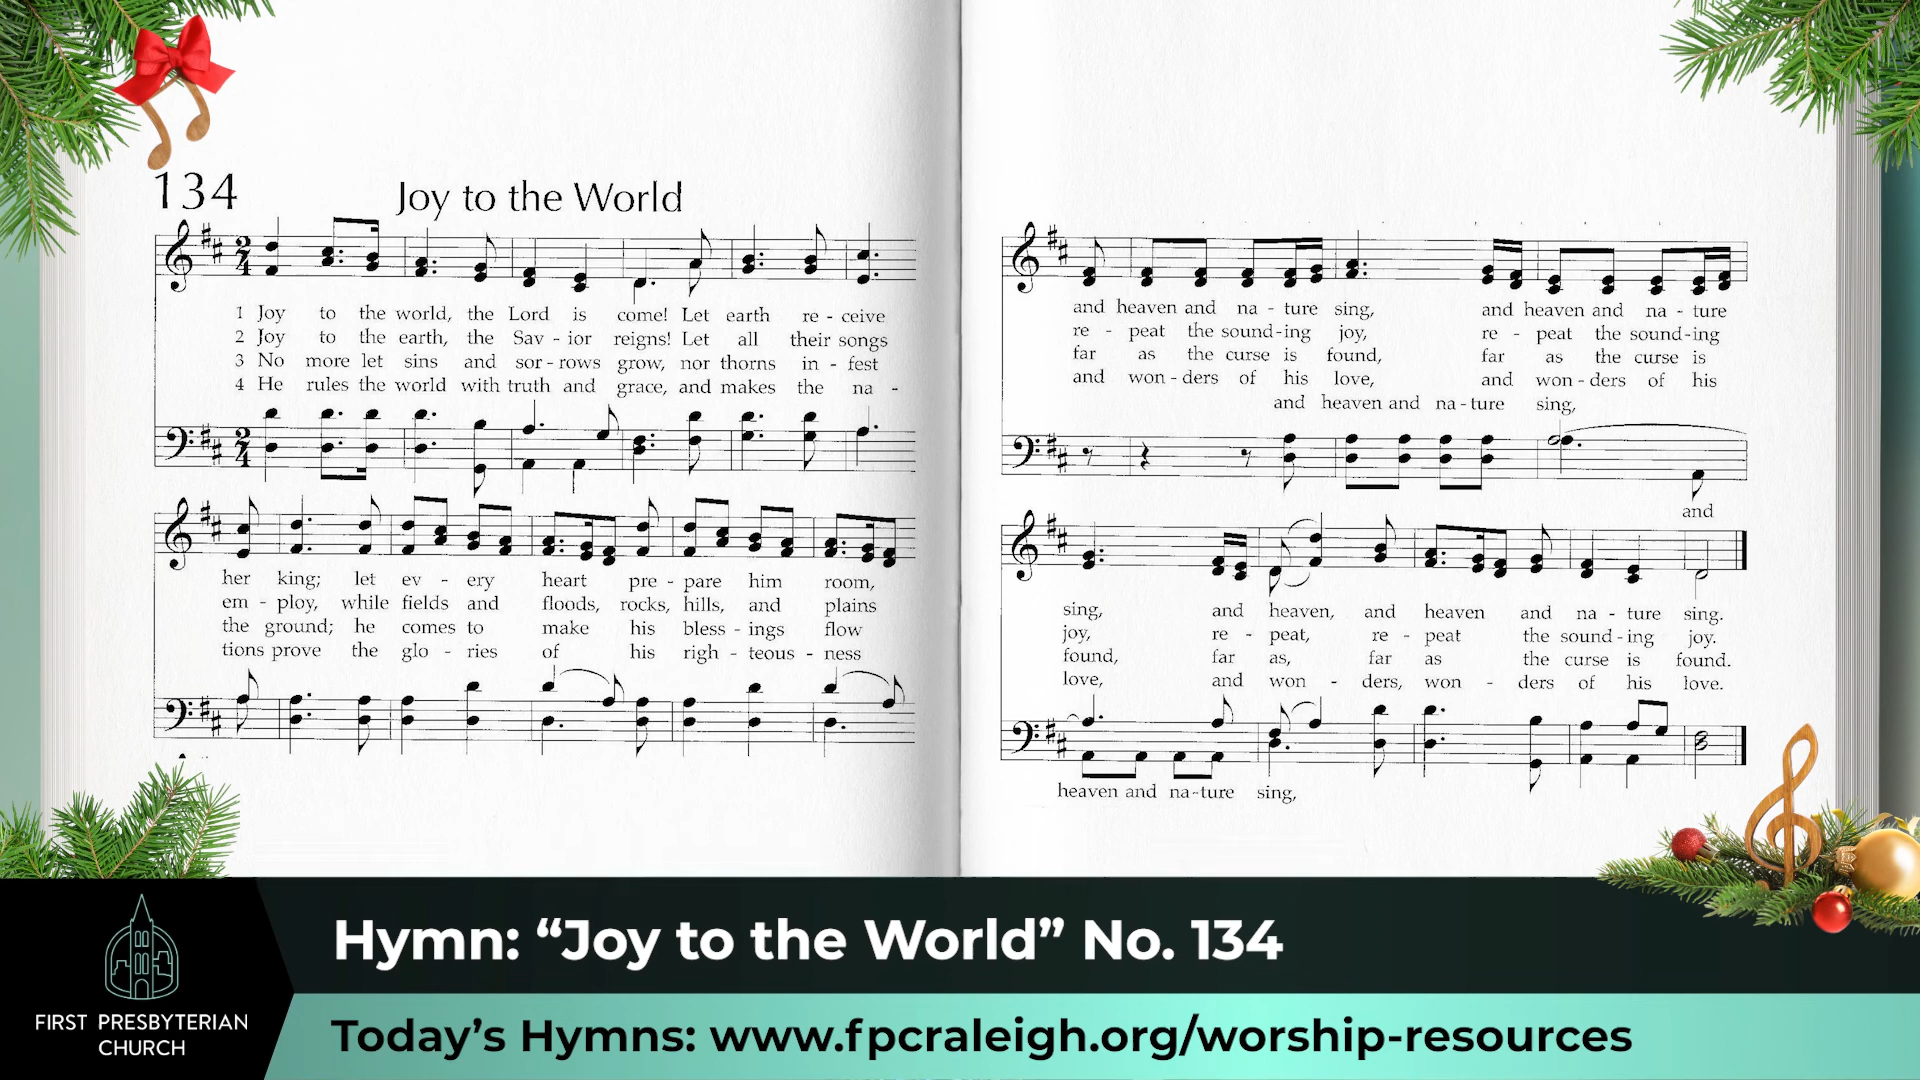 134
Joy to the World
1 Joy to the world, the Lord is come! Let earth re - ceive
2 Joy to the earth, the Sav - ior reigns! Let all their songs
3 No more let sins and sor - rows grow, nor thorns in - fest
4 He rules the world with truth and grace, and makes the na -
her king; let ev - ery heart pre - pare him room,
em - ploy, while fields and floods, rocks, hills, and plains
the ground; he comes to make his bless - ings flow
tions prove the glo - ries of his righ - teous - ness
and heaven and na - ture sing, and heaven and na - ture
re - peat the sound - ing joy, re - peat the sound - ing
far as the curse is found, far as the curse is
and won - ders of his love, and won - ders of his
and heaven and na - ture sing,
and
sing, and heaven, and heaven and na - ture sing.
joy, re - peat, re - peat the sound - ing joy.
found, far as, far as the curse is found.
love, and won - ders, won - ders of his love.
heaven and na - ture sing,
Hymn: “Joy to the World” No. 134
FIRST PRESBYTERIAN
CHURCH
Today’s Hymns: www.fpcraleigh.org/worship-resources